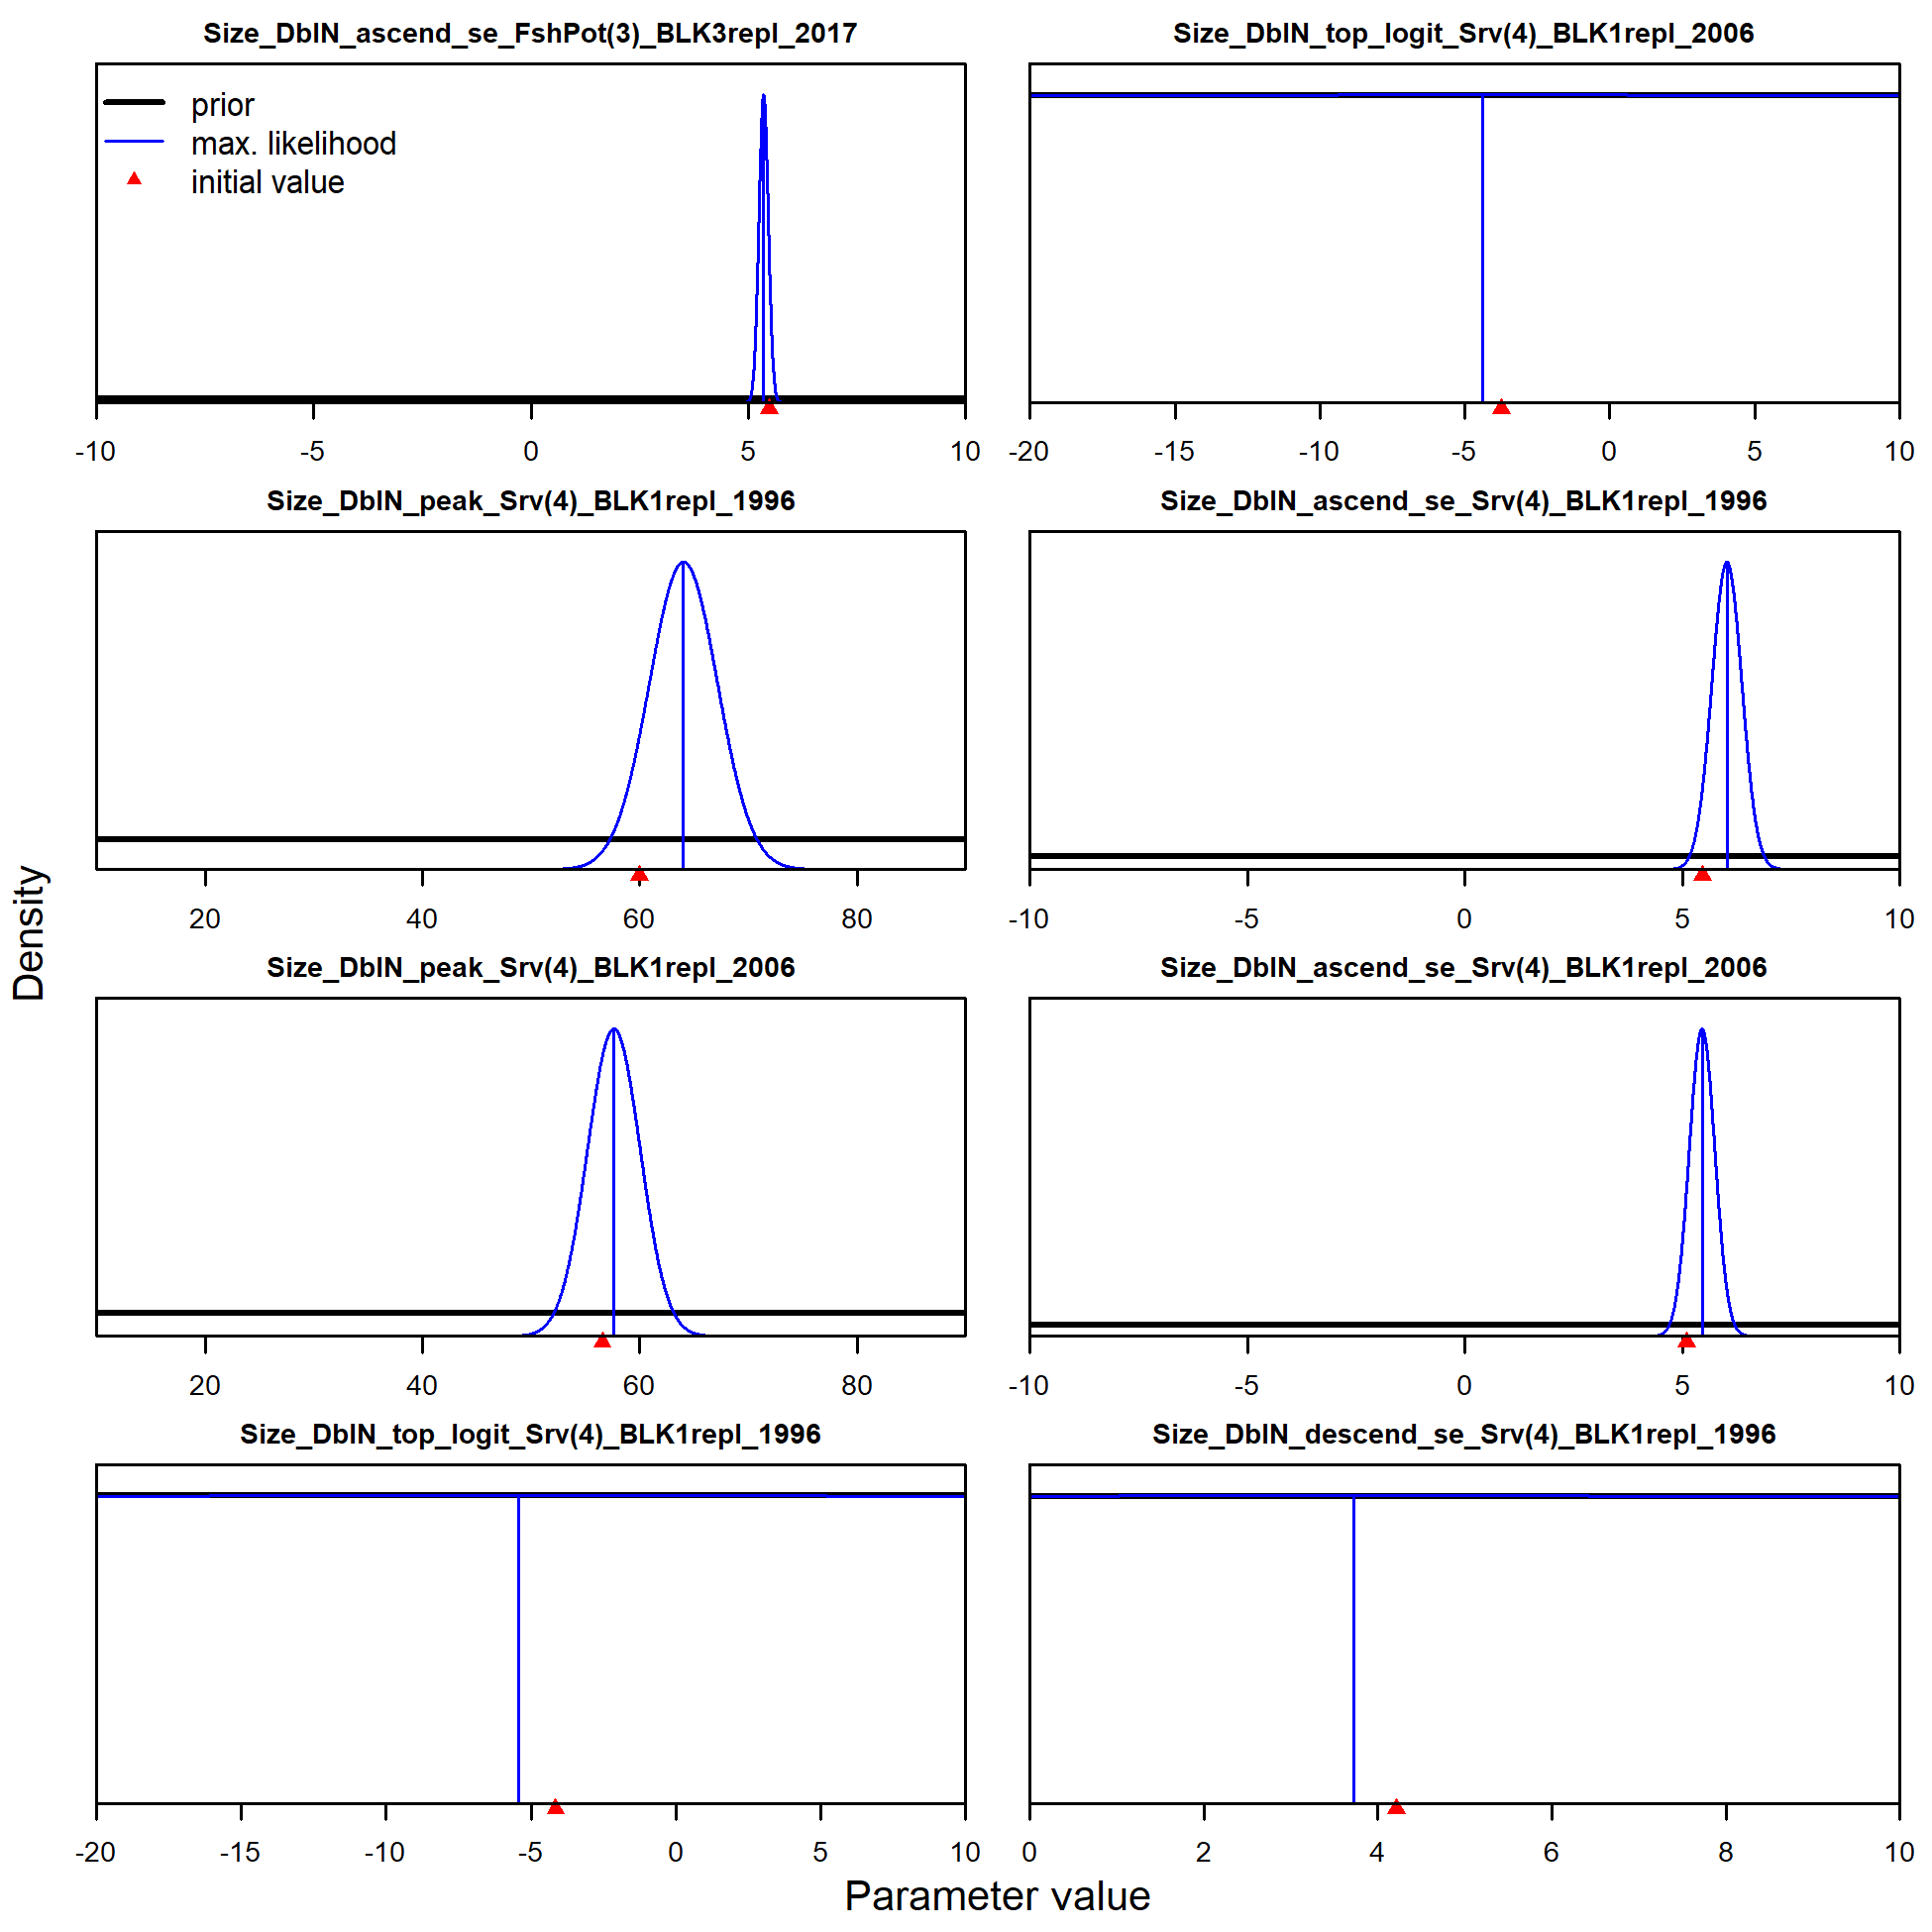 Size_DblN_ascend_se_FshPot(3)_BLK3repl_2017
prior
max. likelihood
initial value
-10 -5 0 5 10
Size_DblN_top_logit_Srv(4)_BLK1repl_2006
-20 -15 -10 -5 0 5 10
Size_DblN_peak_Srv(4)_BLK1repl_1996
20 40 60 80
Size_DblN_ascend_se_Srv(4)_BLK1repl_1996
-10 -5 0 5 10
Size_DblN_peak_Srv(4)_BLK1repl_2006
20 40 60 80
Size_DblN_ascend_se_Srv(4)_BLK1repl_2006
-10 -5 0 5 10
Size_DblN_top_logit_Srv(4)_BLK1repl_1996
-20 -15 -10 -5 0 5 10
Size_DblN_descend_se_Srv(4)_BLK1repl_1996
0 2 4 6 8 10
Density
Parameter value